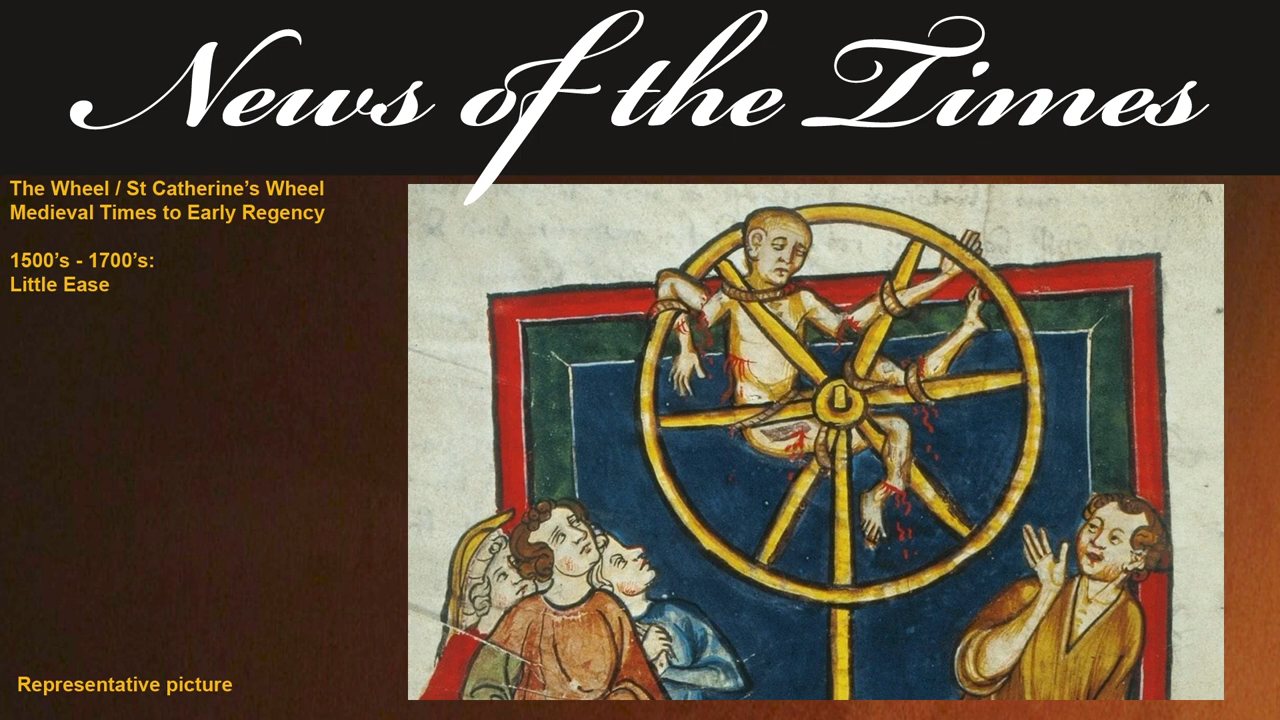 News of the Times
The Wheel / St Catherine’s Wheel
Medieval Times to Early Regency
1500’s - 1700’s:
Little Ease
Representative picture